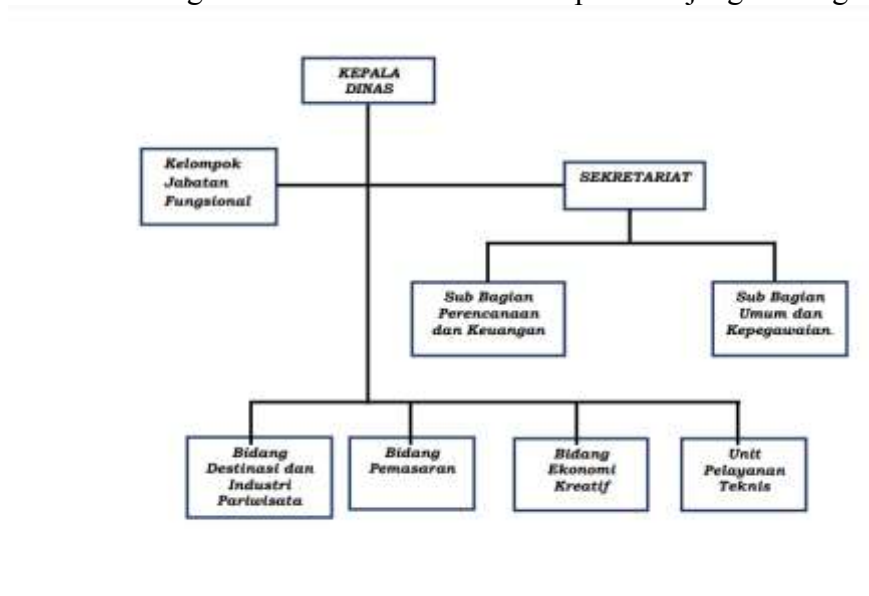 KEPALA
DINAS
Kelompok
Jabatan
Fungsional
SEKRETARIAT
Sub Bagian
Perencanaan
dan Keuangan
Sub Bagian
Umum dan
Kepegawaian
Bidang
Destinasi dan
Industri
Pariwisata
Bidang
Pemasaran
Bidang
Ekonomi
Kreatif
Unit
Pelayanan
Teknis